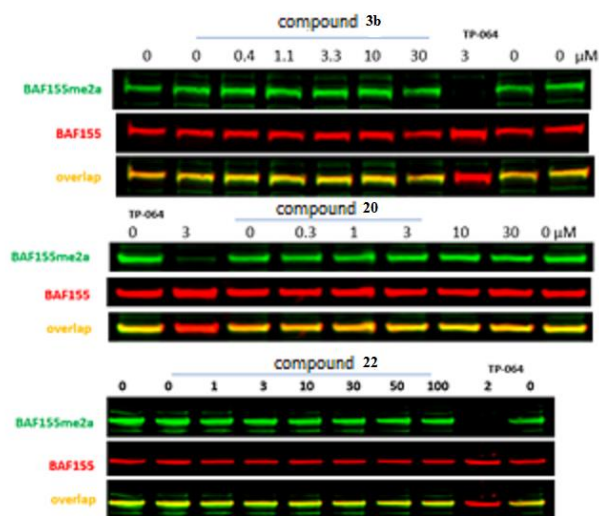 compound 3b
TP-064
0 0 0.4 1.1 3.3 10 30 3 0 0 µM
BAF155me2a
BAF155
overlap
compound 20
TP-064
0 3 0 0.3 1 3 10 30 0 µM
BAF155me2a
BAF155
overlap
compound 22
TP-064
0 0 1 3 10 30 50 100 2 0
BAF155me2a
BAF155
overlap